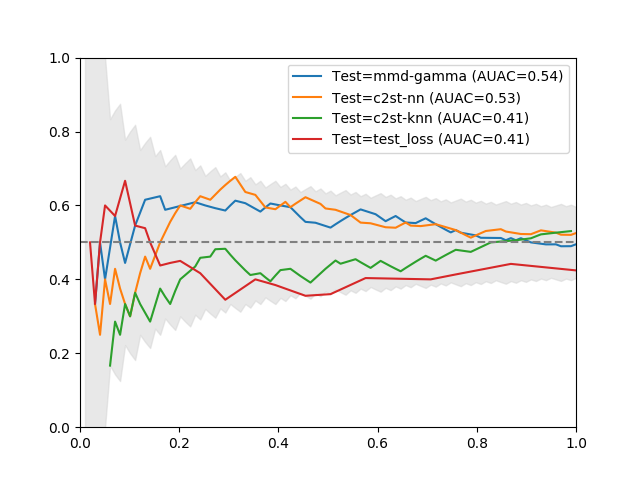 1.0
0.8
0.6
0.4
0.2
0.0
Test=mmd-gamma (AUAC=0.54)
Test=c2st-nn (AUAC=0.53)
Test=c2st-knn (AUAC=0.41)
Test=test_loss (AUAC=0.41)
0.0 0.2 0.4 0.6 0.8 1.0